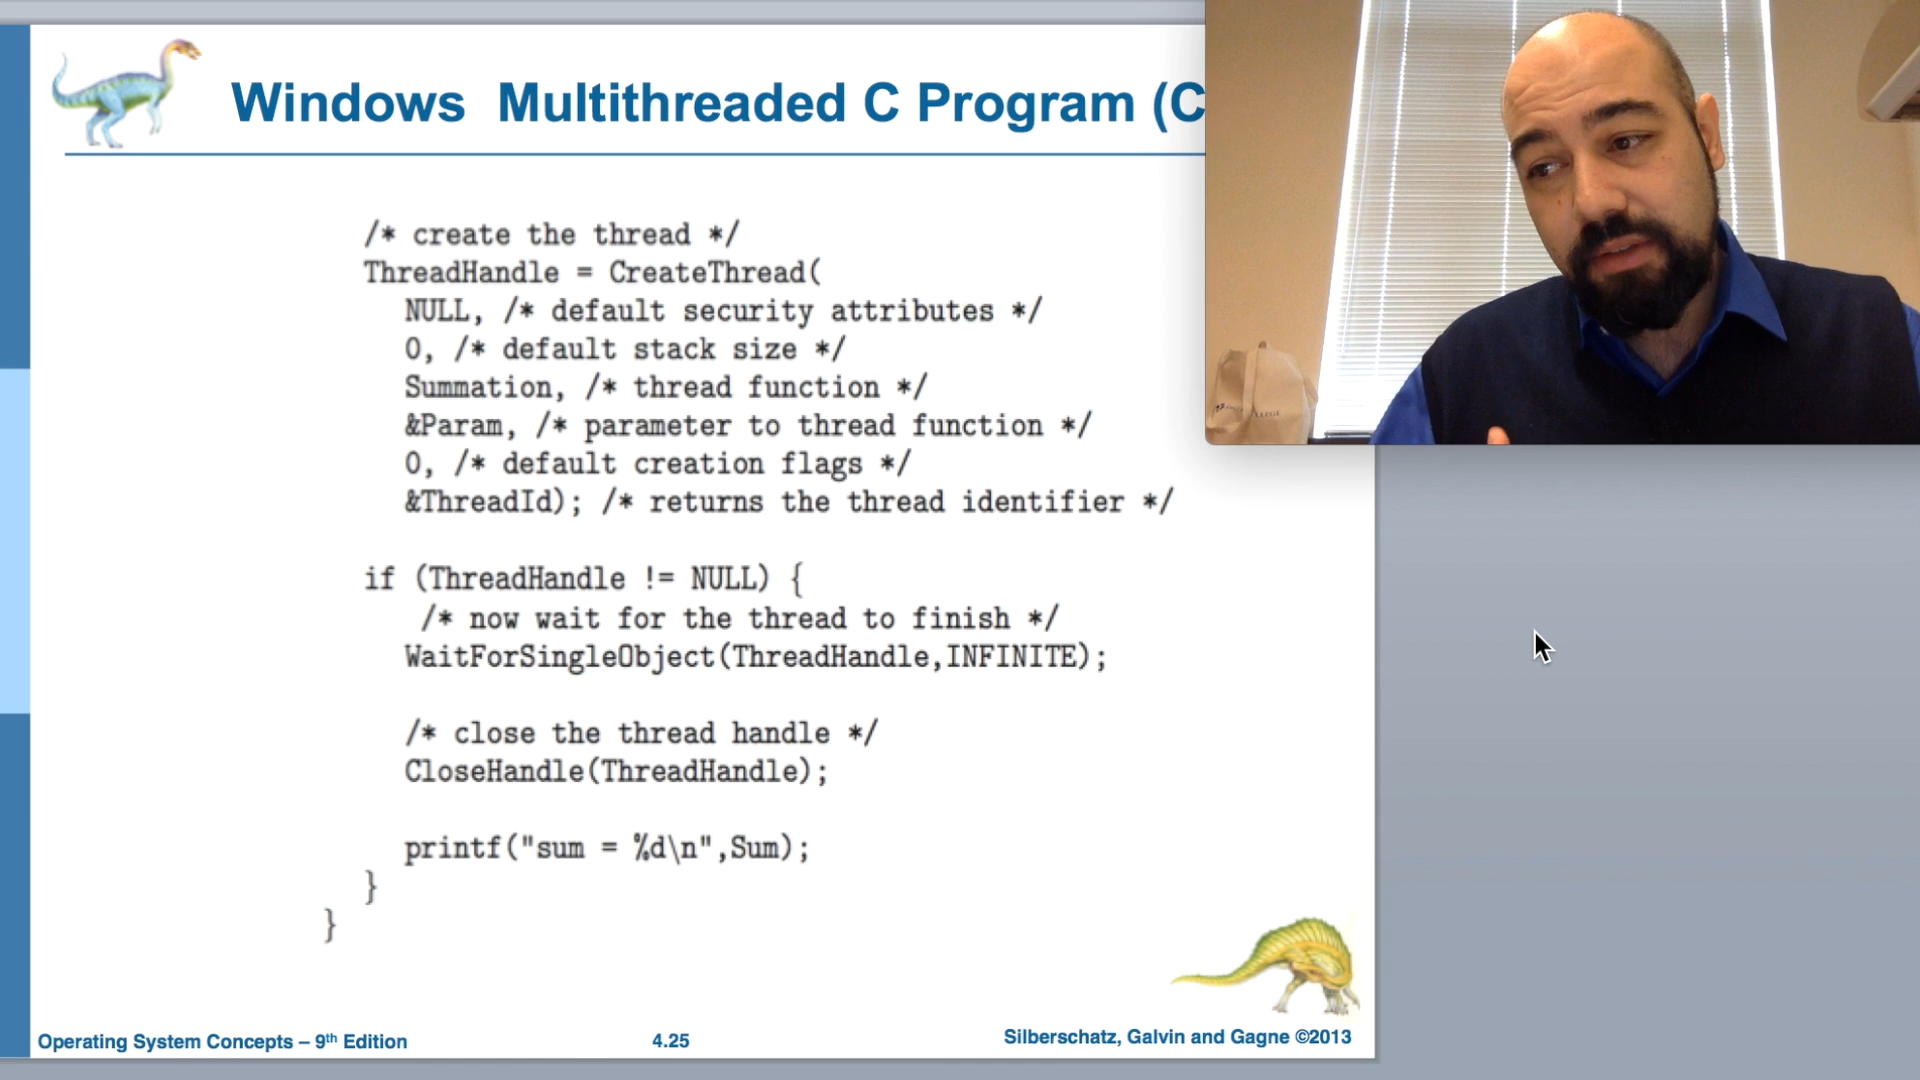 Windows  Multithreaded C Program (C
/* create the thread */
ThreadHandle = CreateThread(
NULL, /* default security attributes */
0, /* default stack size */
Summation, /* thread function */
&Param, /* parameter to thread function */
0, /* default creation flags */
&ThreadId); /* returns the thread identifier */
if (ThreadHandle != NULL) {
/* now wait for the thread to finish */
WaitForSingleObject(ThreadHandle,INFINITE);
/* close the thread handle */
CloseHandle(ThreadHandle);
printf("sum = %d\n",Sum);
}
}
Operating System Concepts – 9th Edition
4.25
Silberschatz, Galvin and Gagne ©2013